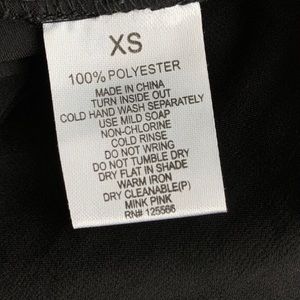 XS
100% POLYESTER
MADE IN CHINA
TURN INSIDE OUT
COLD HAND WASH SEPARATELY
USE MILD SOAP
NON-CHLORINE
COLD RINSE
DO NOT WRING
DO NOT TUMBLE DRY
DRY FLAT IN SHADE
WARM IRON
DRY CLEANABLE(P)
MINK PINK
RN# 125566